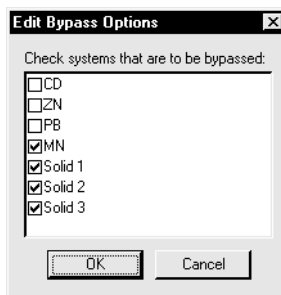 Edit Bypass Options
Check systems that are to be bypassed:
CD
ZN
PB
MN
Solid 1
Solid 2
Solid 3
OK Cancel